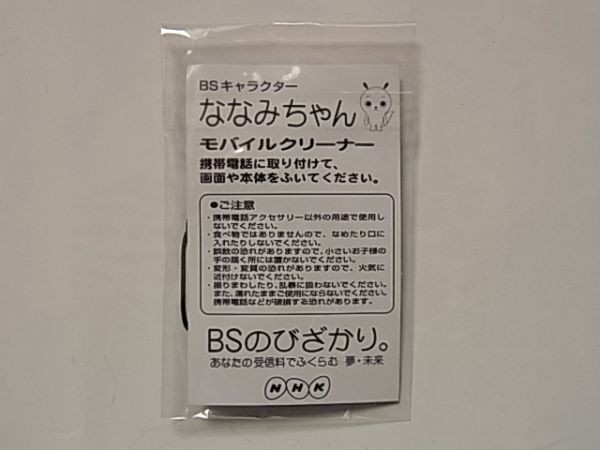 BSキャラクター
ななみちゃん
モバイルクリーナー
携帯電話に取り付けて、
画面や本体をふいてください。
●ご注意
・携帯電話アクセサリー以外の用途で使用し
ないでください。
・食べ物ではありませんので、なめたり口に
入れたりしないでください。
・誤飲の恐れがありますので、小さいお子様の
手の届く所には置かないでください。
・変形・変質の恐れがありますので、火気に
近付けないでください。
・振りまわしたり、乱暴に扱わないでください。
また、濡れたままご使用にならないでください。
携帯電話などが破損する恐れがあります。
BSのびざかり。
あなたの受信料でふくらむ 夢・未来
NHK